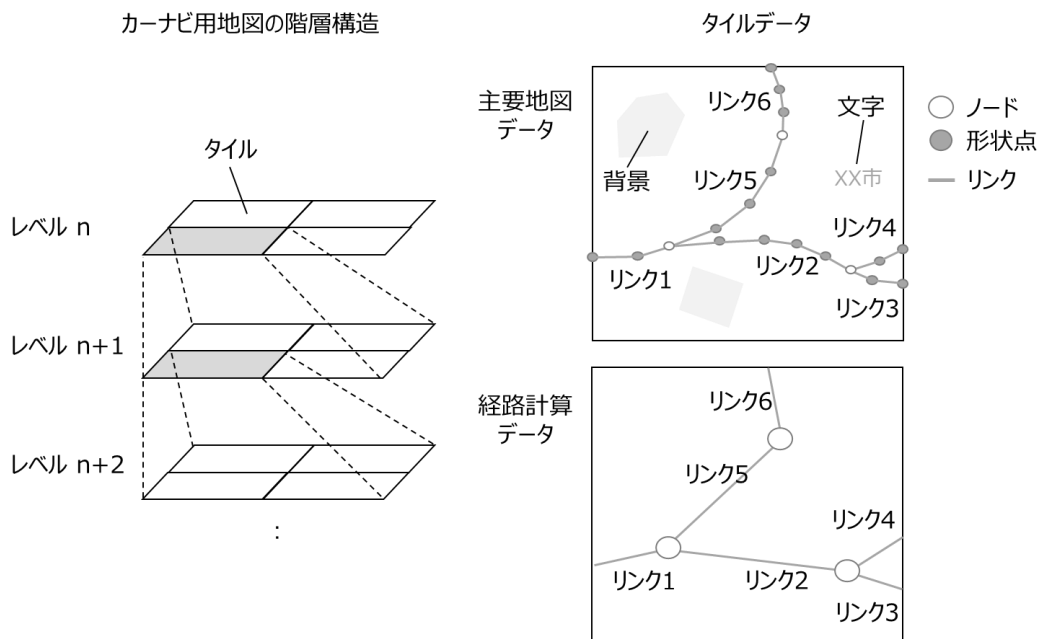 カーナビ用地図の階層構造
タイル
レベル n
レベル n+1
レベル n+2
:
タイルデータ
主要地図
データ
リンク6
文字
背景
リンク5
XX市
リンク4
リンク1
リンク2
リンク3
ノード
形状点
リンク
経路計算
データ
リンク6
リンク5
リンク4
リンク1
リンク2
リンク3